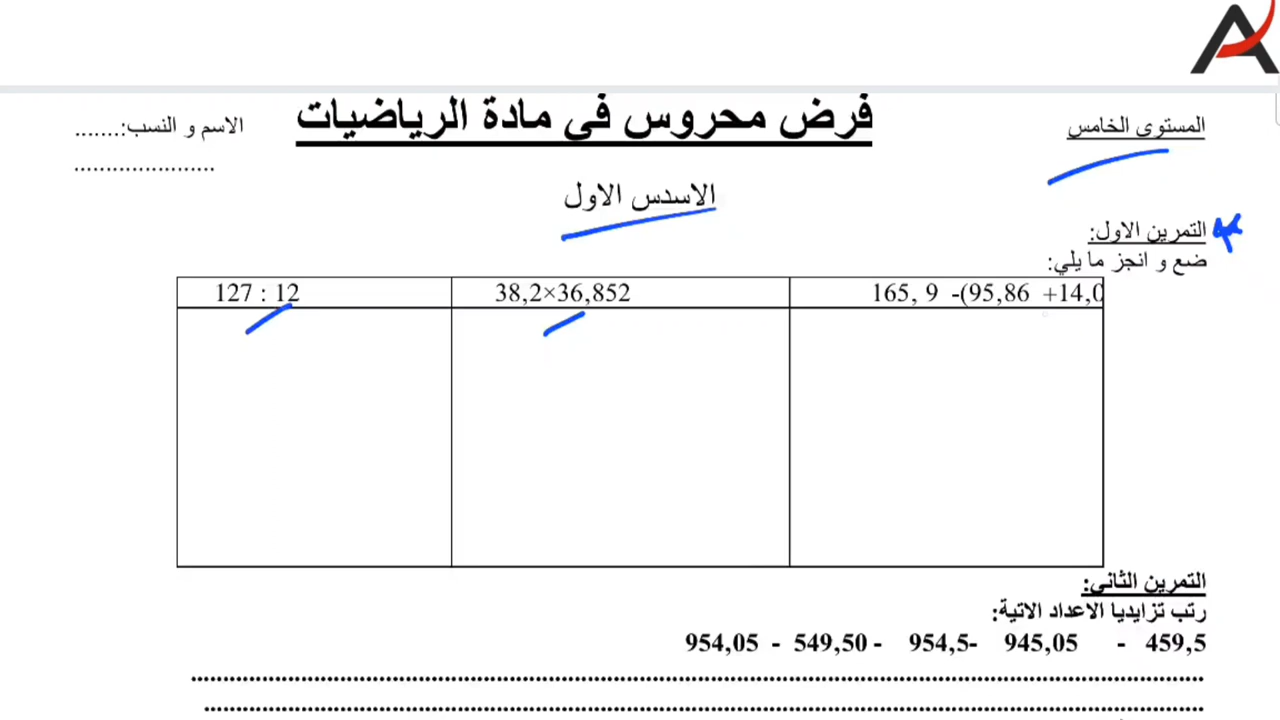 المستوى الخامس
فرض محروس في مادة الرياضيات
الاسم و النسب:.......
......................
الاسدس الاول
التمرين الاول:
ضع و انجز ما يلي:
165, 9 -(95,86 +14,0
38,2×36,852
127 : 12
التمرين الثاني:
رتب تزايديا الاعداد الاتية:
954,05 - 549,50 - 954,5- 945,05 - 459,5